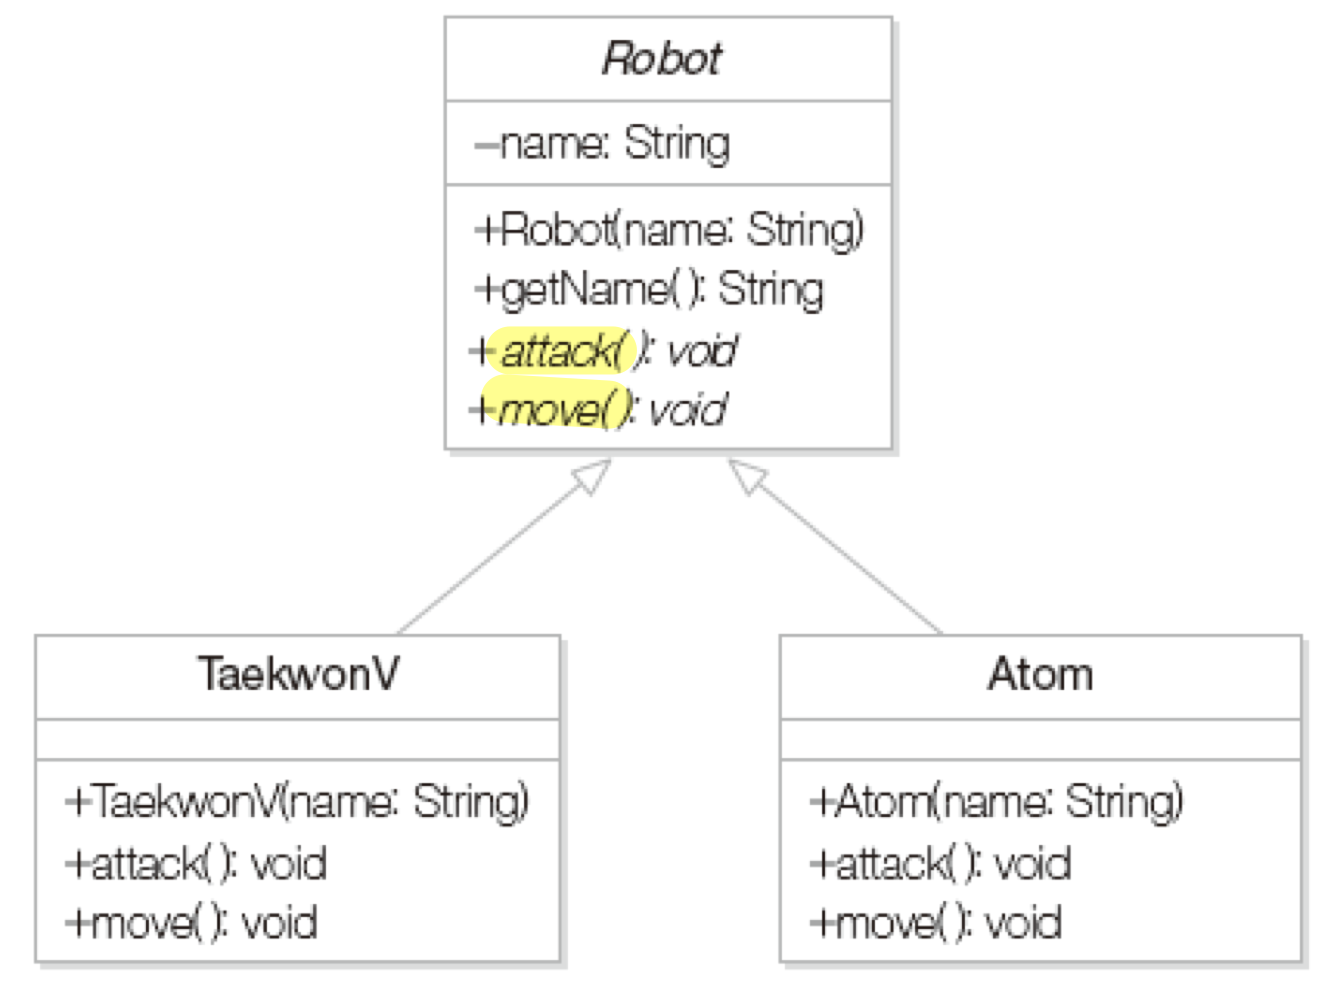 Robot
–name: String
+Robot(name: String)
+getName(): String
+attack(): void
+move(): void
TaekwonV
+TaekwonV(name: String)
+attack(): void
+move(): void
Atom
+Atom(name: String)
+attack(): void
+move(): void